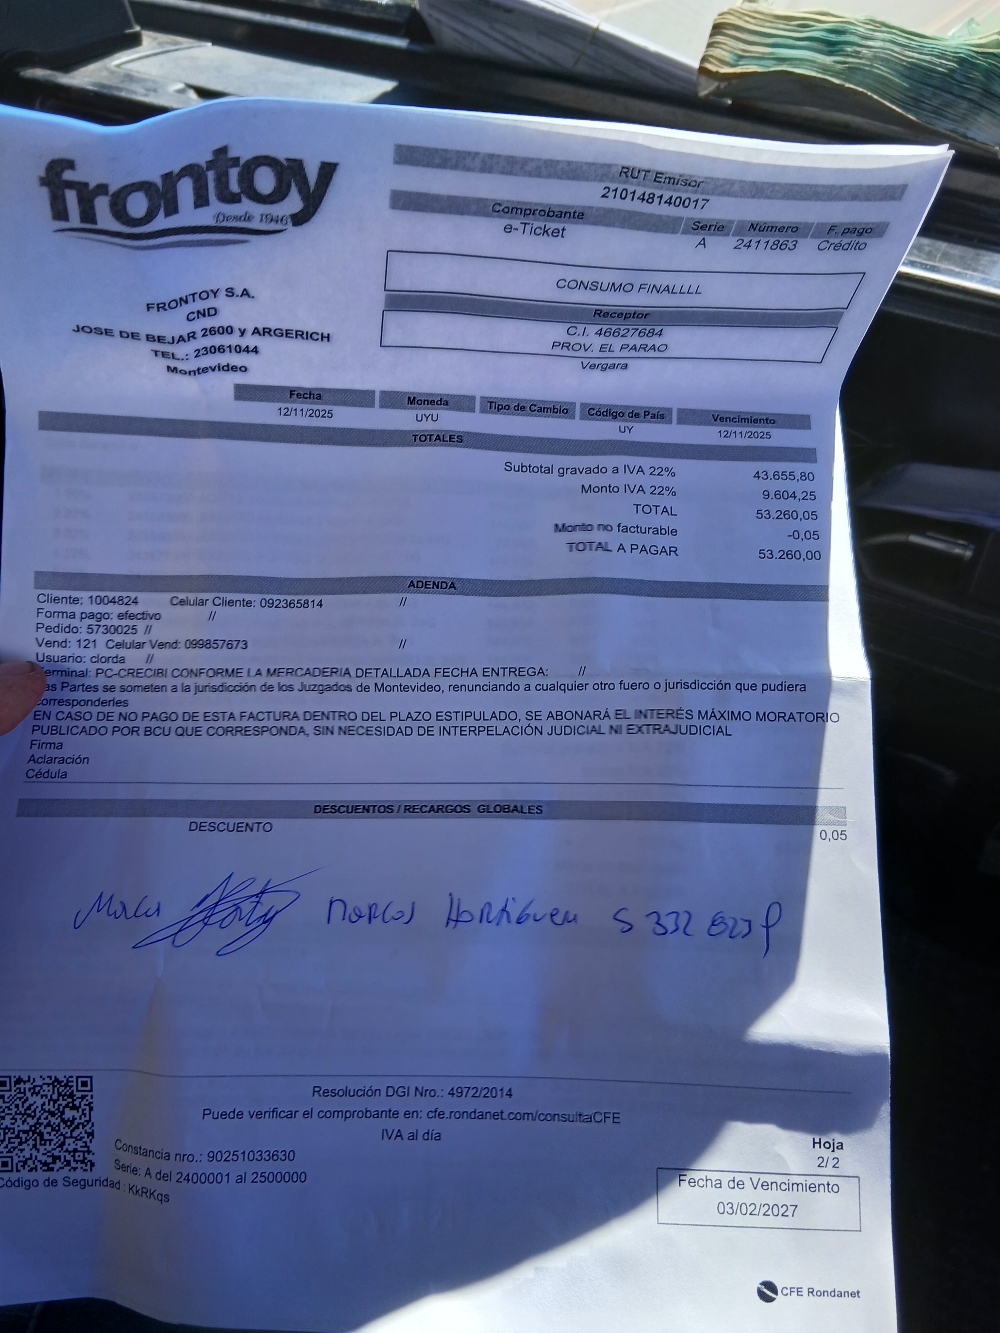 frontoy
Desde 1946
RUT Emisor
210148140017
Comprobante Serie Número F. pago
e-Ticket A 2411863 Crédito
CONSUMO FINALLLL
Receptor
C.I. 46627684
PROV. EL PARAO
Vergara
FRONTOY S.A.
CND
JOSE DE BEJAR 2600 y ARGERICH
TEL.: 23061044
Montevideo
Fecha Moneda Tipo de Cambio Código de País Vencimiento
12/11/2025 UYU UY 12/11/2025
TOTALES
Subtotal gravado a IVA 22% 43.655,80
Monto IVA 22% 9.604,25
TOTAL 53.260,05
Monto no facturable -0,05
TOTAL A PAGAR 53.260,00
ADENDA
Cliente: 1004824 Celular Cliente: 092365814 //
Forma pago: efectivo //
Pedido: 5730025 //
Vend: 121 Celular Vend: 099857673 //
Usuario: clorda //
erminal: PC-CRECIBI CONFORME LA MERCADERIA DETALLADA FECHA ENTREGA: //
as Partes se someten a la jurisdicción de los Juzgados de Montevideo, renunciando a cualquier otro fuero o jurisdicción que pudiera
corresponderles
EN CASO DE NO PAGO DE ESTA FACTURA DENTRO DEL PLAZO ESTIPULADO, SE ABONARÁ EL INTERÉS MÁXIMO MORATORIO
PUBLICADO POR BCU QUE CORRESPONDA, SIN NECESIDAD DE INTERPELACIÓN JUDICIAL NI EXTRAJUDICIAL
Firma
Aclaración
Cédula
DESCUENTOS / RECARGOS GLOBALES
DESCUENTO 0,05
Marcos
Resolución DGI Nro.: 4972/2014
Puede verificar el comprobante en: cfe.rondanet.com/consultaCFE
IVA al día
Constancia nro.: 90251033630
Serie: A del 2400001 al 2500000
Código de Seguridad : KkRKqs
Hoja
2/2
Fecha de Vencimiento
03/02/2027
CFE Rondanet